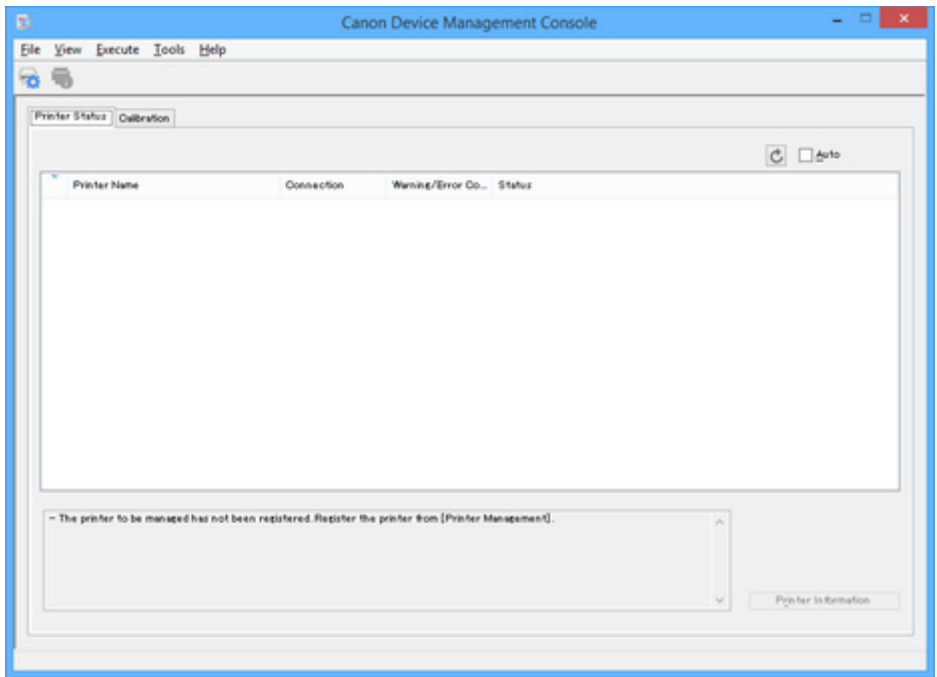 Canon Device Management Console
File View Execute Tools Help
Printer Status Calibration
Auto
Printer Name Connection Warning/Error Co... Status
- The printer to be managed has not been registered.Register the printer from [Printer Management].
Printer Information